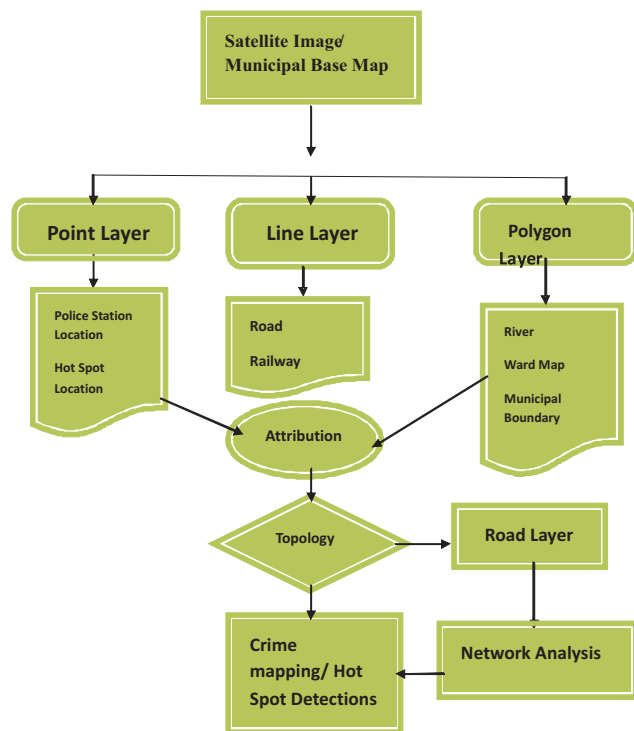 Satellite Image/
Municipal Base Map
Point Layer
Line Layer
Polygon
Layer
Police Station
Location
Hot Spot
Location
Road
Railway
River
Ward Map
Municipal
Boundary
Attribution
Topology
Road Layer
Crime
mapping/ Hot
Spot Detections
Network Analysis